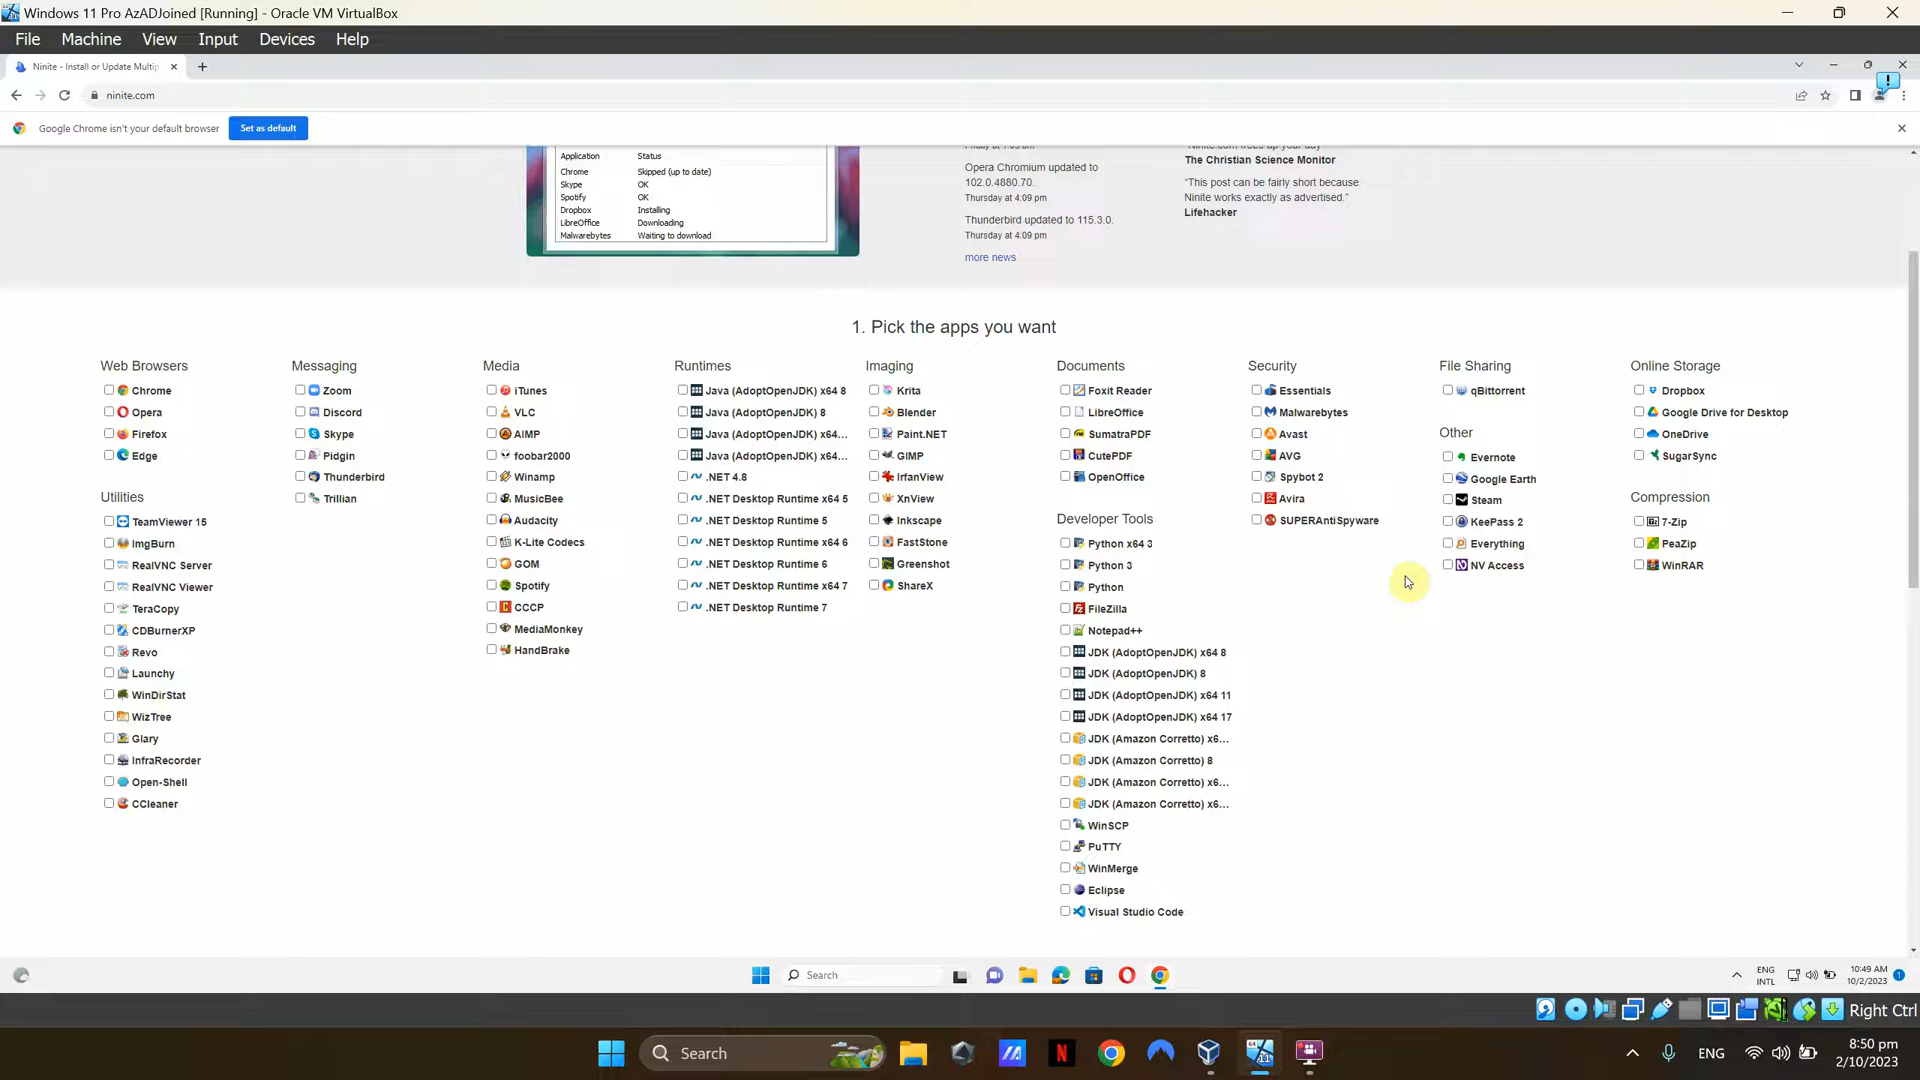 Windows 11 Pro AzADJoined [Running] - Oracle VM VirtualBox
File Machine View Input Devices Help
Ninite - Install or Update Multip
ninite.com
Google Chrome isn't your default browser Set as default
Application Status
Chrome Skipped (up to date)
Skype OK
Spotify OK
Dropbox Installing
LibreOffice Downloading
Malwarebytes Waiting to download
Opera Chromium updated to
102.0.4880.70.
Thursday at 4:09 pm
Thunderbird updated to 115.3.0.
Thursday at 4:09 pm
more news
The Christian Science Monitor
“This post can be fairly short because
Ninite works exactly as advertised.”
Lifehacker
1. Pick the apps you want
Web Browsers
Chrome
Opera
Firefox
Edge
Utilities
TeamViewer 15
ImgBurn
RealVNC Server
RealVNC Viewer
TeraCopy
CDBurnerXP
Revo
Launchy
WinDirStat
WizTree
Glary
InfraRecorder
Open-Shell
CCleaner
Messaging
Zoom
Discord
Skype
Pidgin
Thunderbird
Trillian
Media
iTunes
VLC
AIMP
foobar2000
Winamp
MusicBee
Audacity
K-Lite Codecs
GOM
Spotify
CCCP
MediaMonkey
HandBrake
Runtimes
Java (AdoptOpenJDK) x64 8
Java (AdoptOpenJDK) 8
Java (AdoptOpenJDK) x64...
Java (AdoptOpenJDK) x64...
.NET 4.8
.NET Desktop Runtime x64 5
.NET Desktop Runtime 5
.NET Desktop Runtime x64 6
.NET Desktop Runtime 6
.NET Desktop Runtime x64 7
.NET Desktop Runtime 7
Imaging
Krita
Blender
Paint.NET
GIMP
IrfanView
XnView
Inkscape
FastStone
Greenshot
ShareX
Documents
Foxit Reader
LibreOffice
SumatraPDF
CutePDF
OpenOffice
Developer Tools
Python x64 3
Python 3
Python
FileZilla
Notepad++
JDK (AdoptOpenJDK) x64 8
JDK (AdoptOpenJDK) 8
JDK (AdoptOpenJDK) x64 11
JDK (AdoptOpenJDK) x64 17
JDK (Amazon Corretto) x6...
JDK (Amazon Corretto) 8
JDK (Amazon Corretto) x6...
JDK (Amazon Corretto) x6...
WinSCP
PuTTY
WinMerge
Eclipse
Visual Studio Code
Security
Essentials
Malwarebytes
Avast
AVG
Spybot 2
Avira
SUPERAntiSpyware
File Sharing
qBittorrent
Other
Evernote
Google Earth
Steam
KeePass 2
Everything
NV Access
Online Storage
Dropbox
Google Drive for Desktop
OneDrive
SugarSync
Compression
7-Zip
PeaZip
WinRAR
Search
ENG
INTL
10:49 AM
10/2/2023
1
Right Ctrl
Search
ENG
8:50 pm
2/10/2023